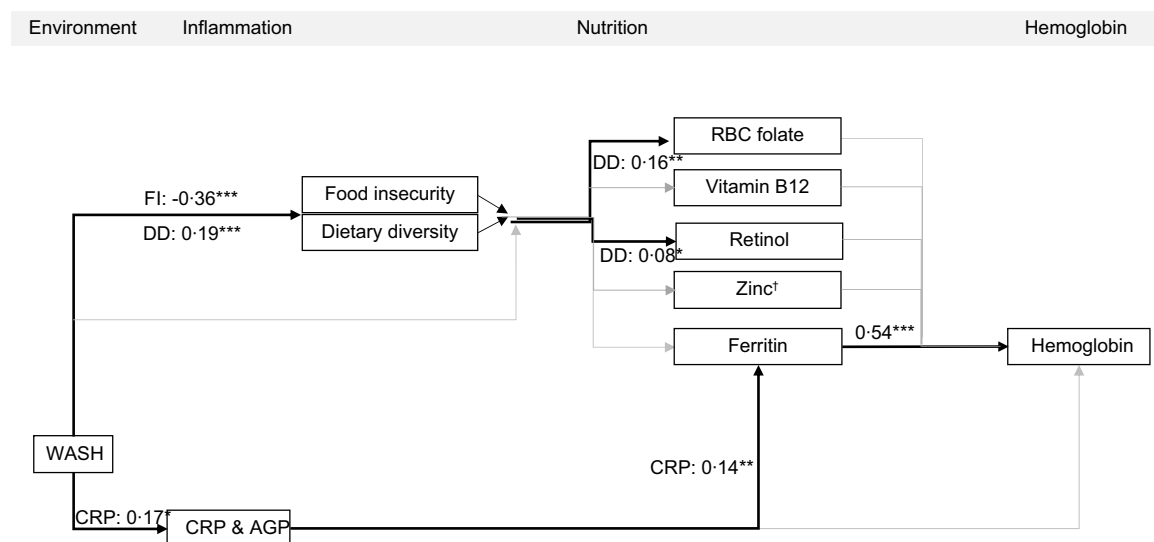 Environment Inflammation Nutrition Hemoglobin
RBC folate
DD: 0·16**
Vitamin B12
FI: -0·36***
Food insecurity
DD: 0·19***
Dietary diversity
Retinol
DD: 0·08*
Zinc†
0·54***
Ferritin
Hemoglobin
WASH
CRP: 0·14**
CRP: 0·17*
CRP & AGP